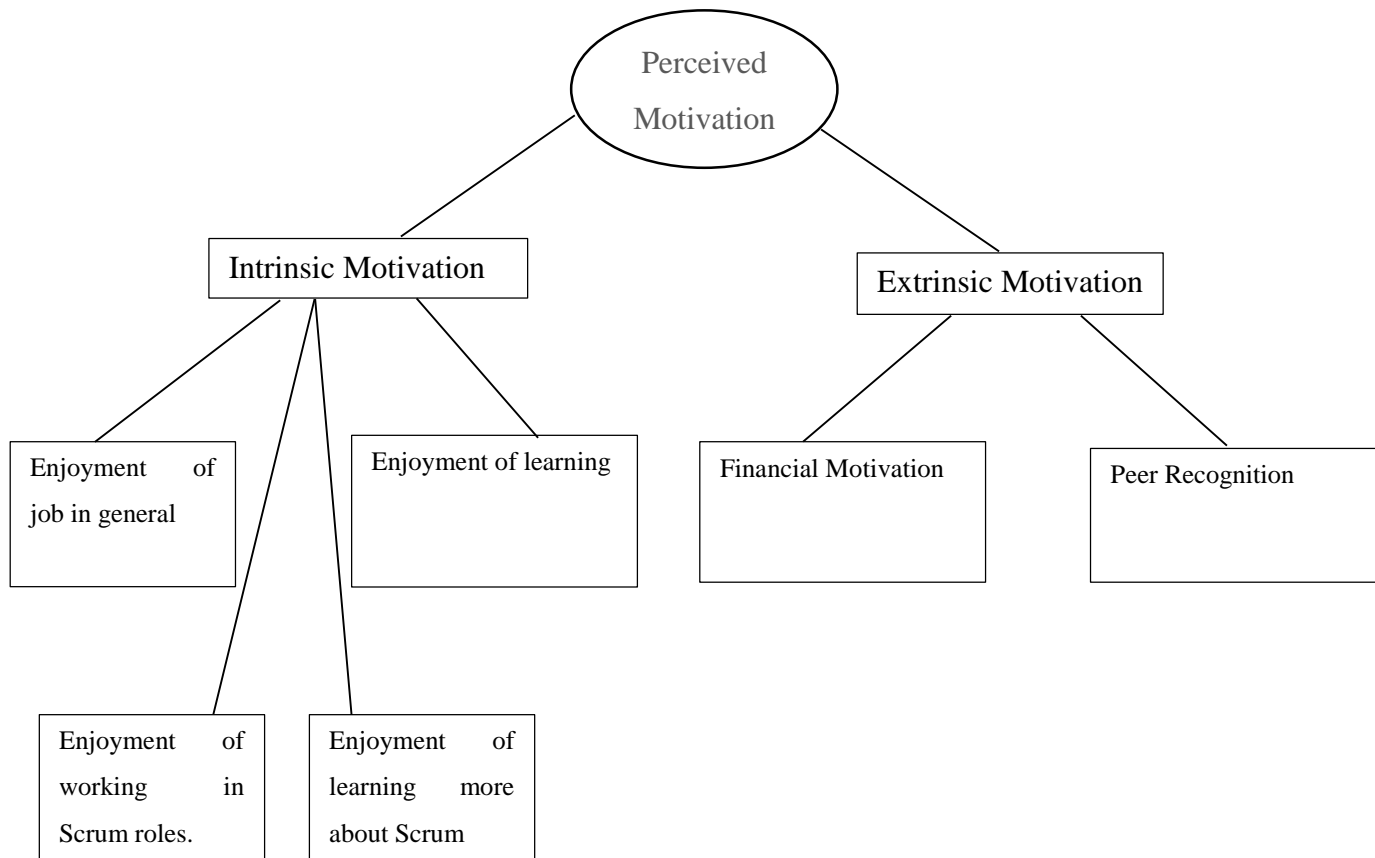 Perceived
Motivation
Intrinsic Motivation
Extrinsic Motivation
Enjoyment of
job in general
Enjoyment of learning
Financial Motivation
Peer Recognition
Enjoyment of
working in
Scrum roles.
Enjoyment of
learning more
about Scrum